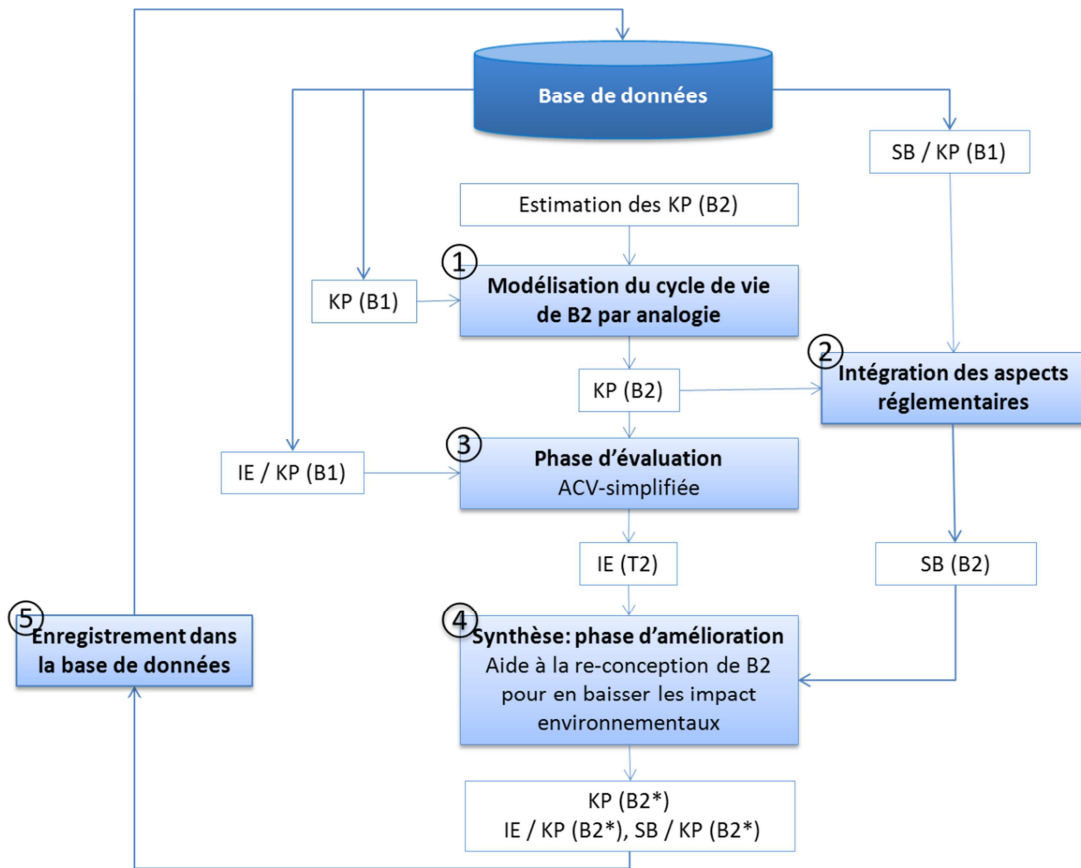 Base de données
SB / KP (B1)
Estimation des KP (B2)
1
Modélisation du cycle de vie
de B2 par analogie
KP (B1)
2
Intégration des aspects
réglementaires
KP (B2)
3
Phase d'évaluation
ACV-simplifiée
IE / KP (B1)
IE (T2)
SB (B2)
5
Enregistrement dans
la base de données
4
Synthèse: phase d'amélioration
Aide à la re-conception de B2
pour en baisser les impact
environnementaux
KP (B2*)
IE / KP (B2*), SB / KP (B2*)